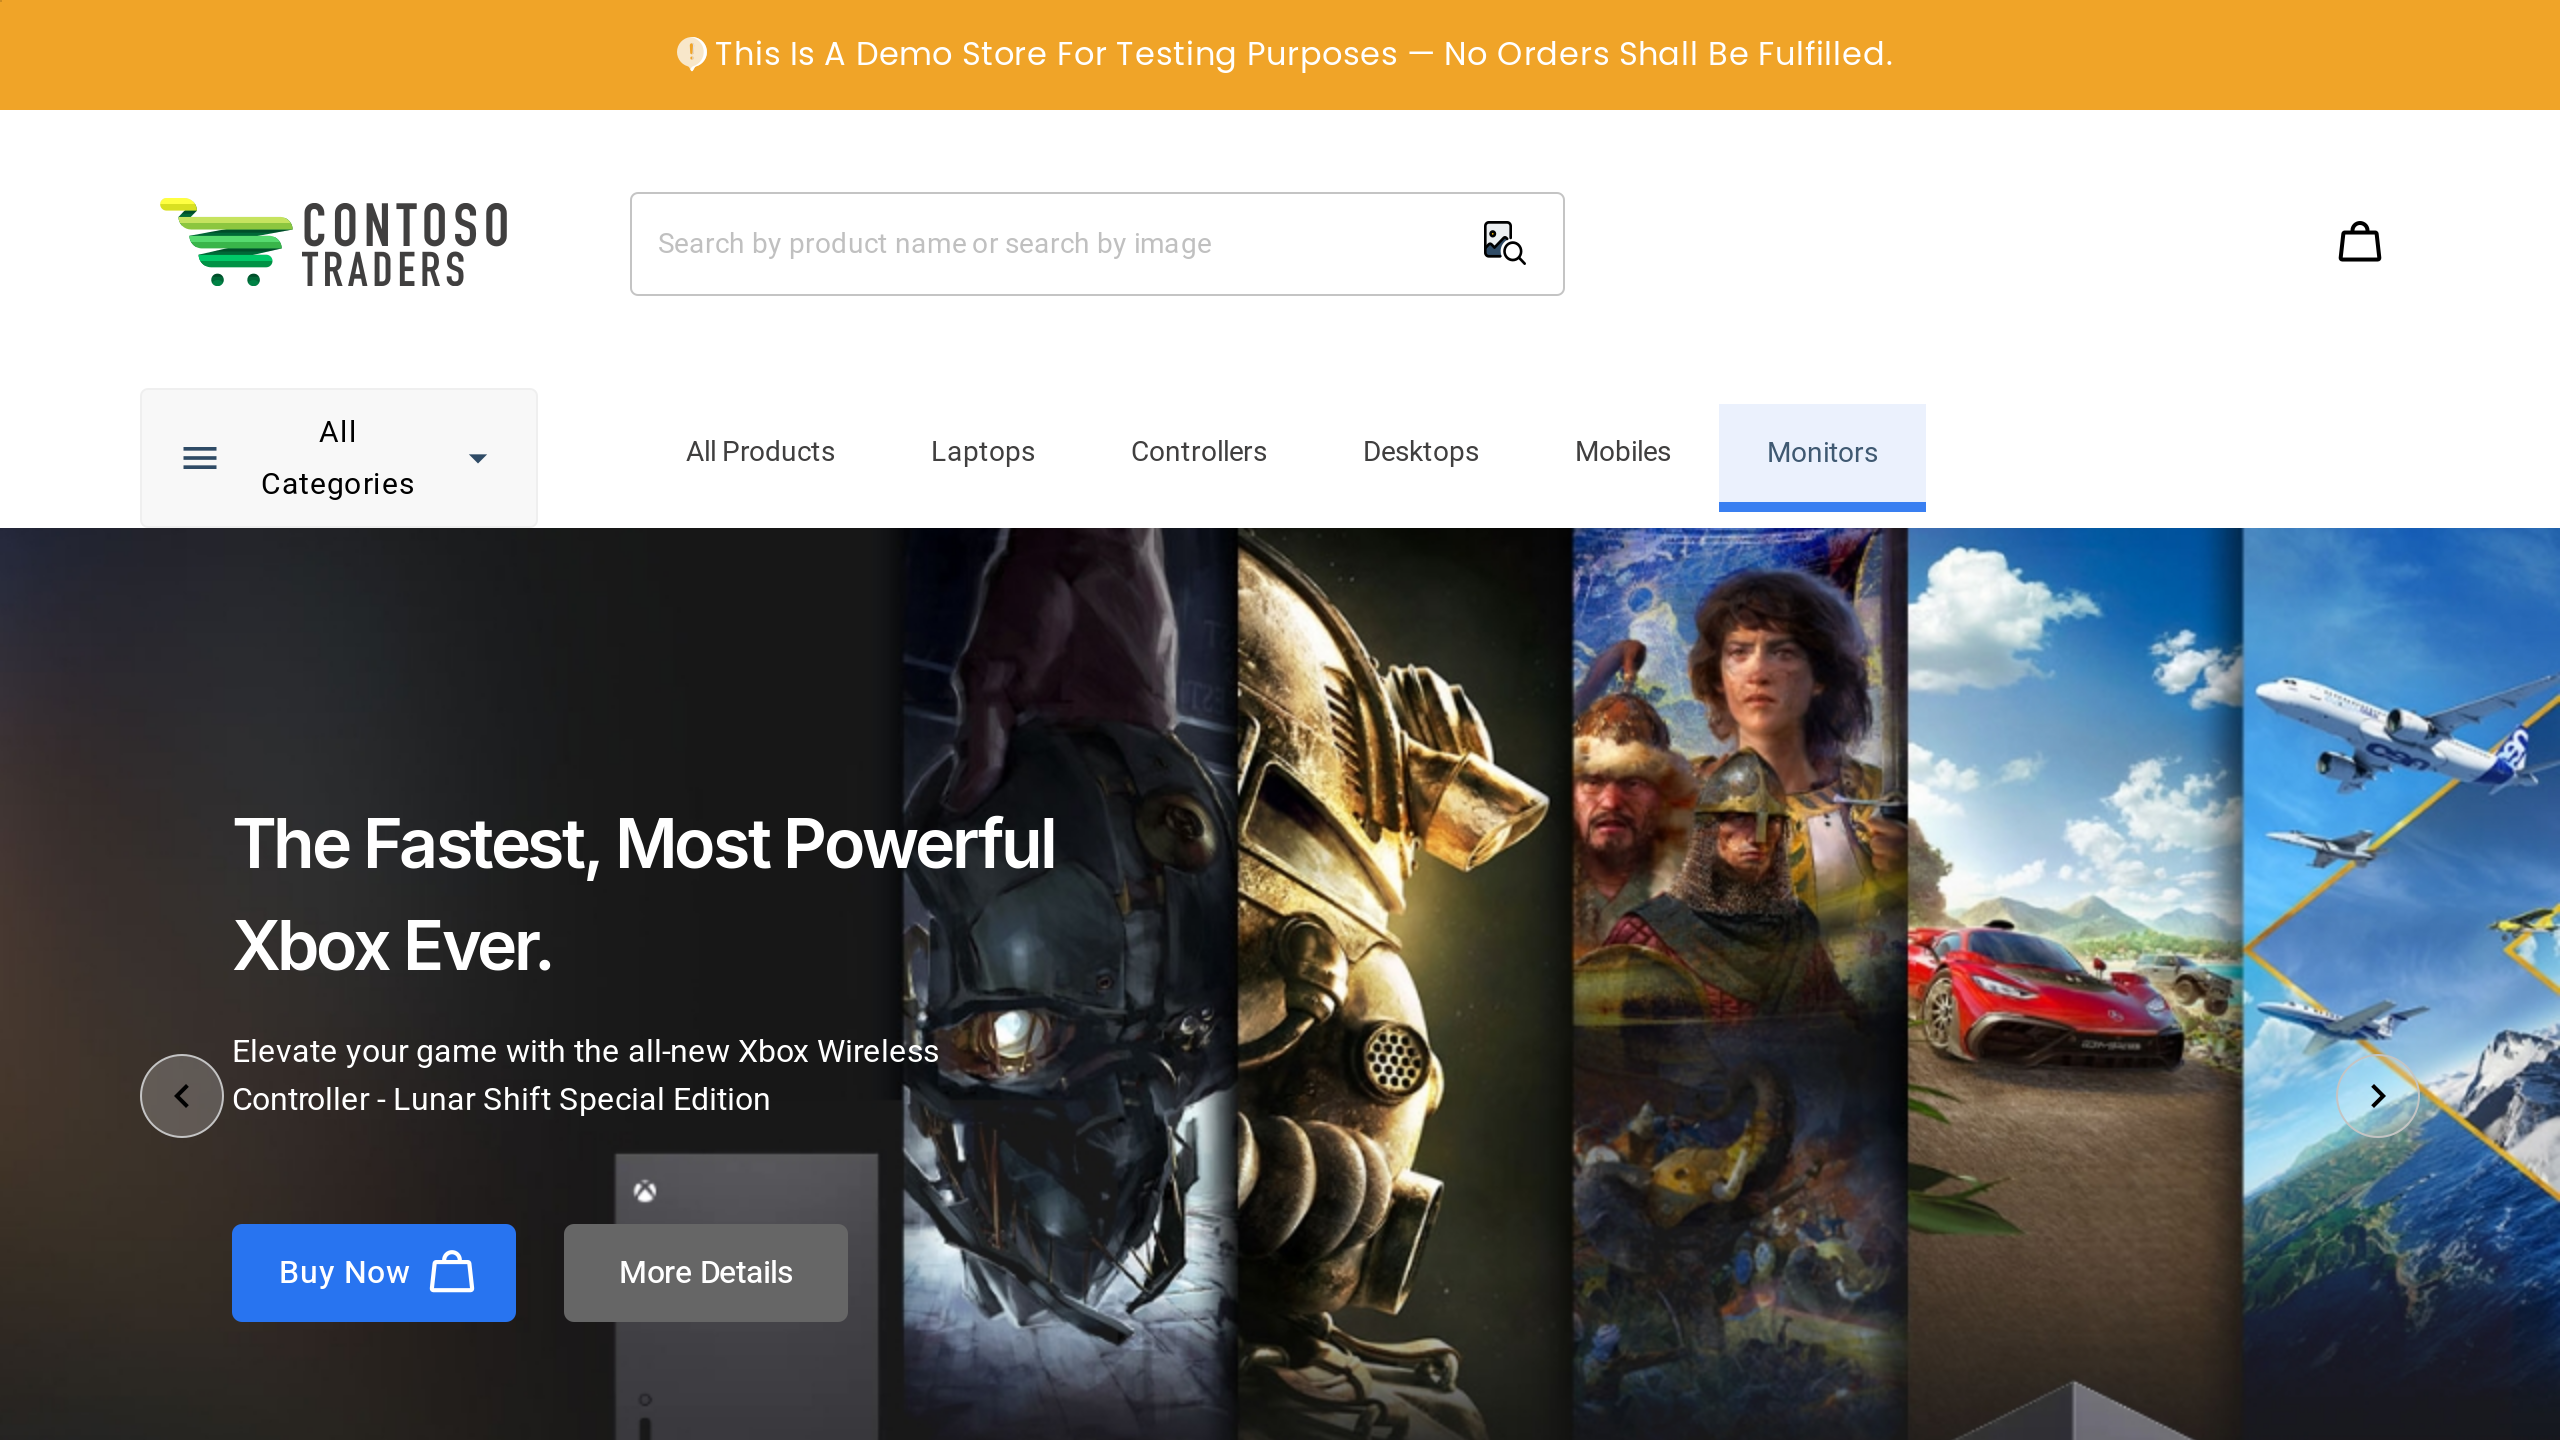 This Is A Demo Store For Testing Purposes — No Orders Shall Be Fulfilled.
CONTOSO
TRADERS
Search by product name or search by image
All
Categories
All Products
Laptops
Controllers
Desktops
Mobiles
Monitors
The Fastest, Most Powerful
Xbox Ever.
Elevate your game with the all-new Xbox Wireless
Controller - Lunar Shift Special Edition
Buy Now
More Details